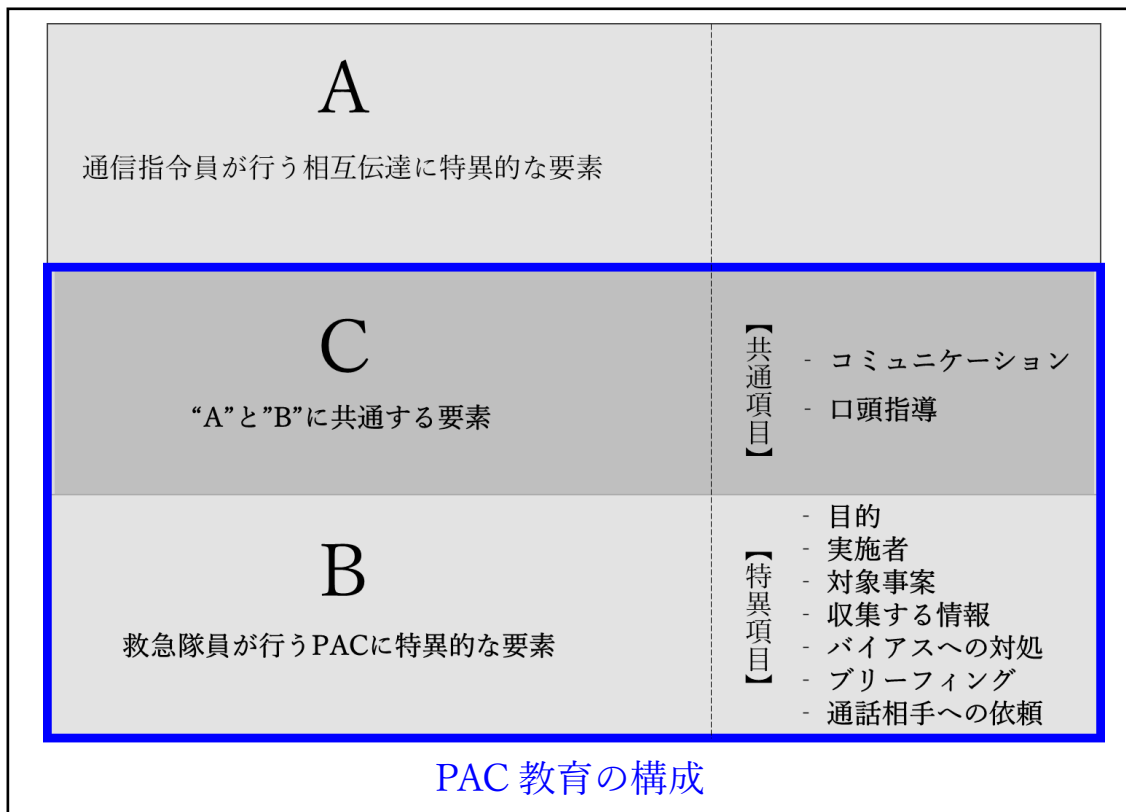 A
通信指令員が行う相互伝達に特異的な要素
C
“A”と”B”に共通する要素
【共通項目】
- コミュニケーション
- 口頭指導
B
救急隊員が行うPACに特異的な要素
【特異項目】
- 目的
- 実施者
- 対象事案
- 収集する情報
- バイアスへの対処
- ブリーフィング
- 通話相手への依頼
PAC 教育の構成